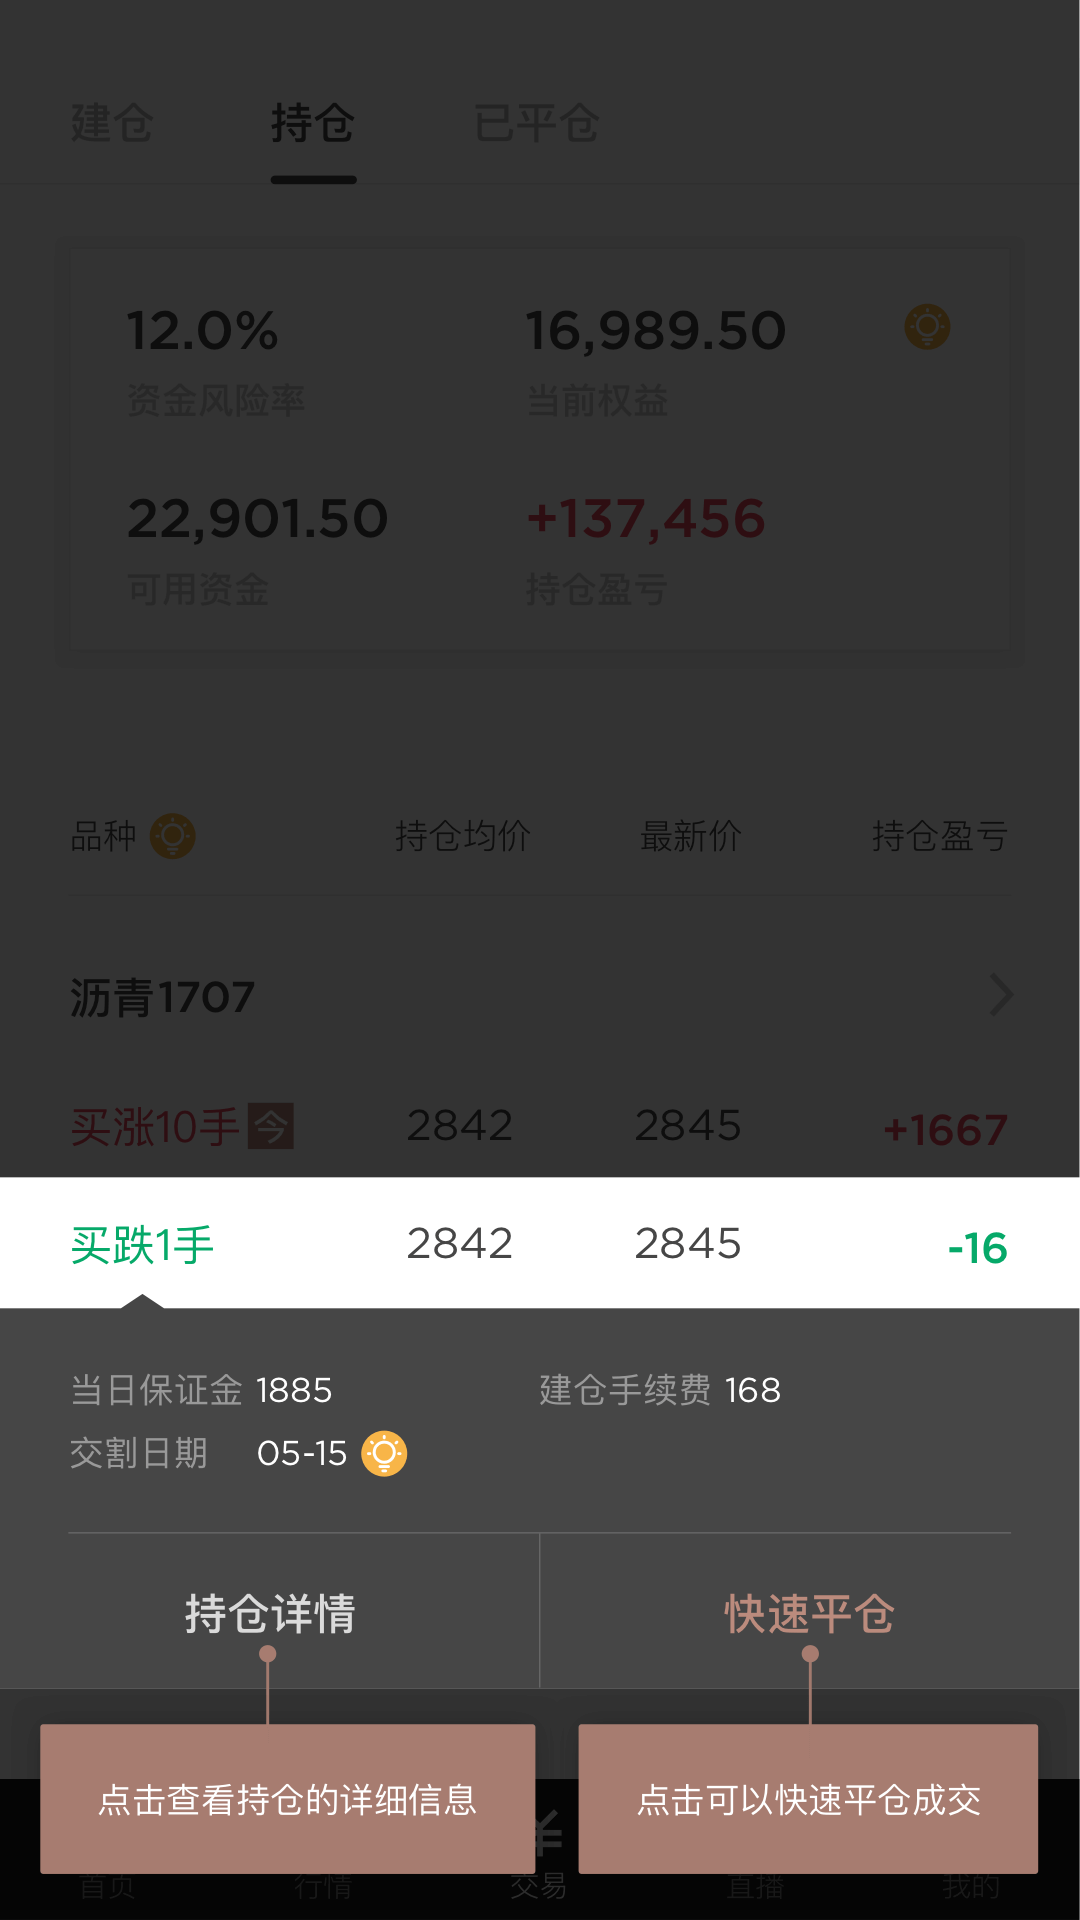 建仓 持仓 已平仓
12.0% 16,989.50
资金风险率 当前权益
22,901.50 +137,456
可用资金 持仓盈亏
品种 持仓均价 最新价 持仓盈亏
沥青1707
买涨10手 今 2842 2845 +1667
买跌1手 2842 2845 -16
当日保证金 1885 建仓手续费 168
交割日期 05-15
持仓详情 快速平仓
点击查看持仓的详细信息 点击可以快速平仓成交
首页 行情 交易 直播 我的